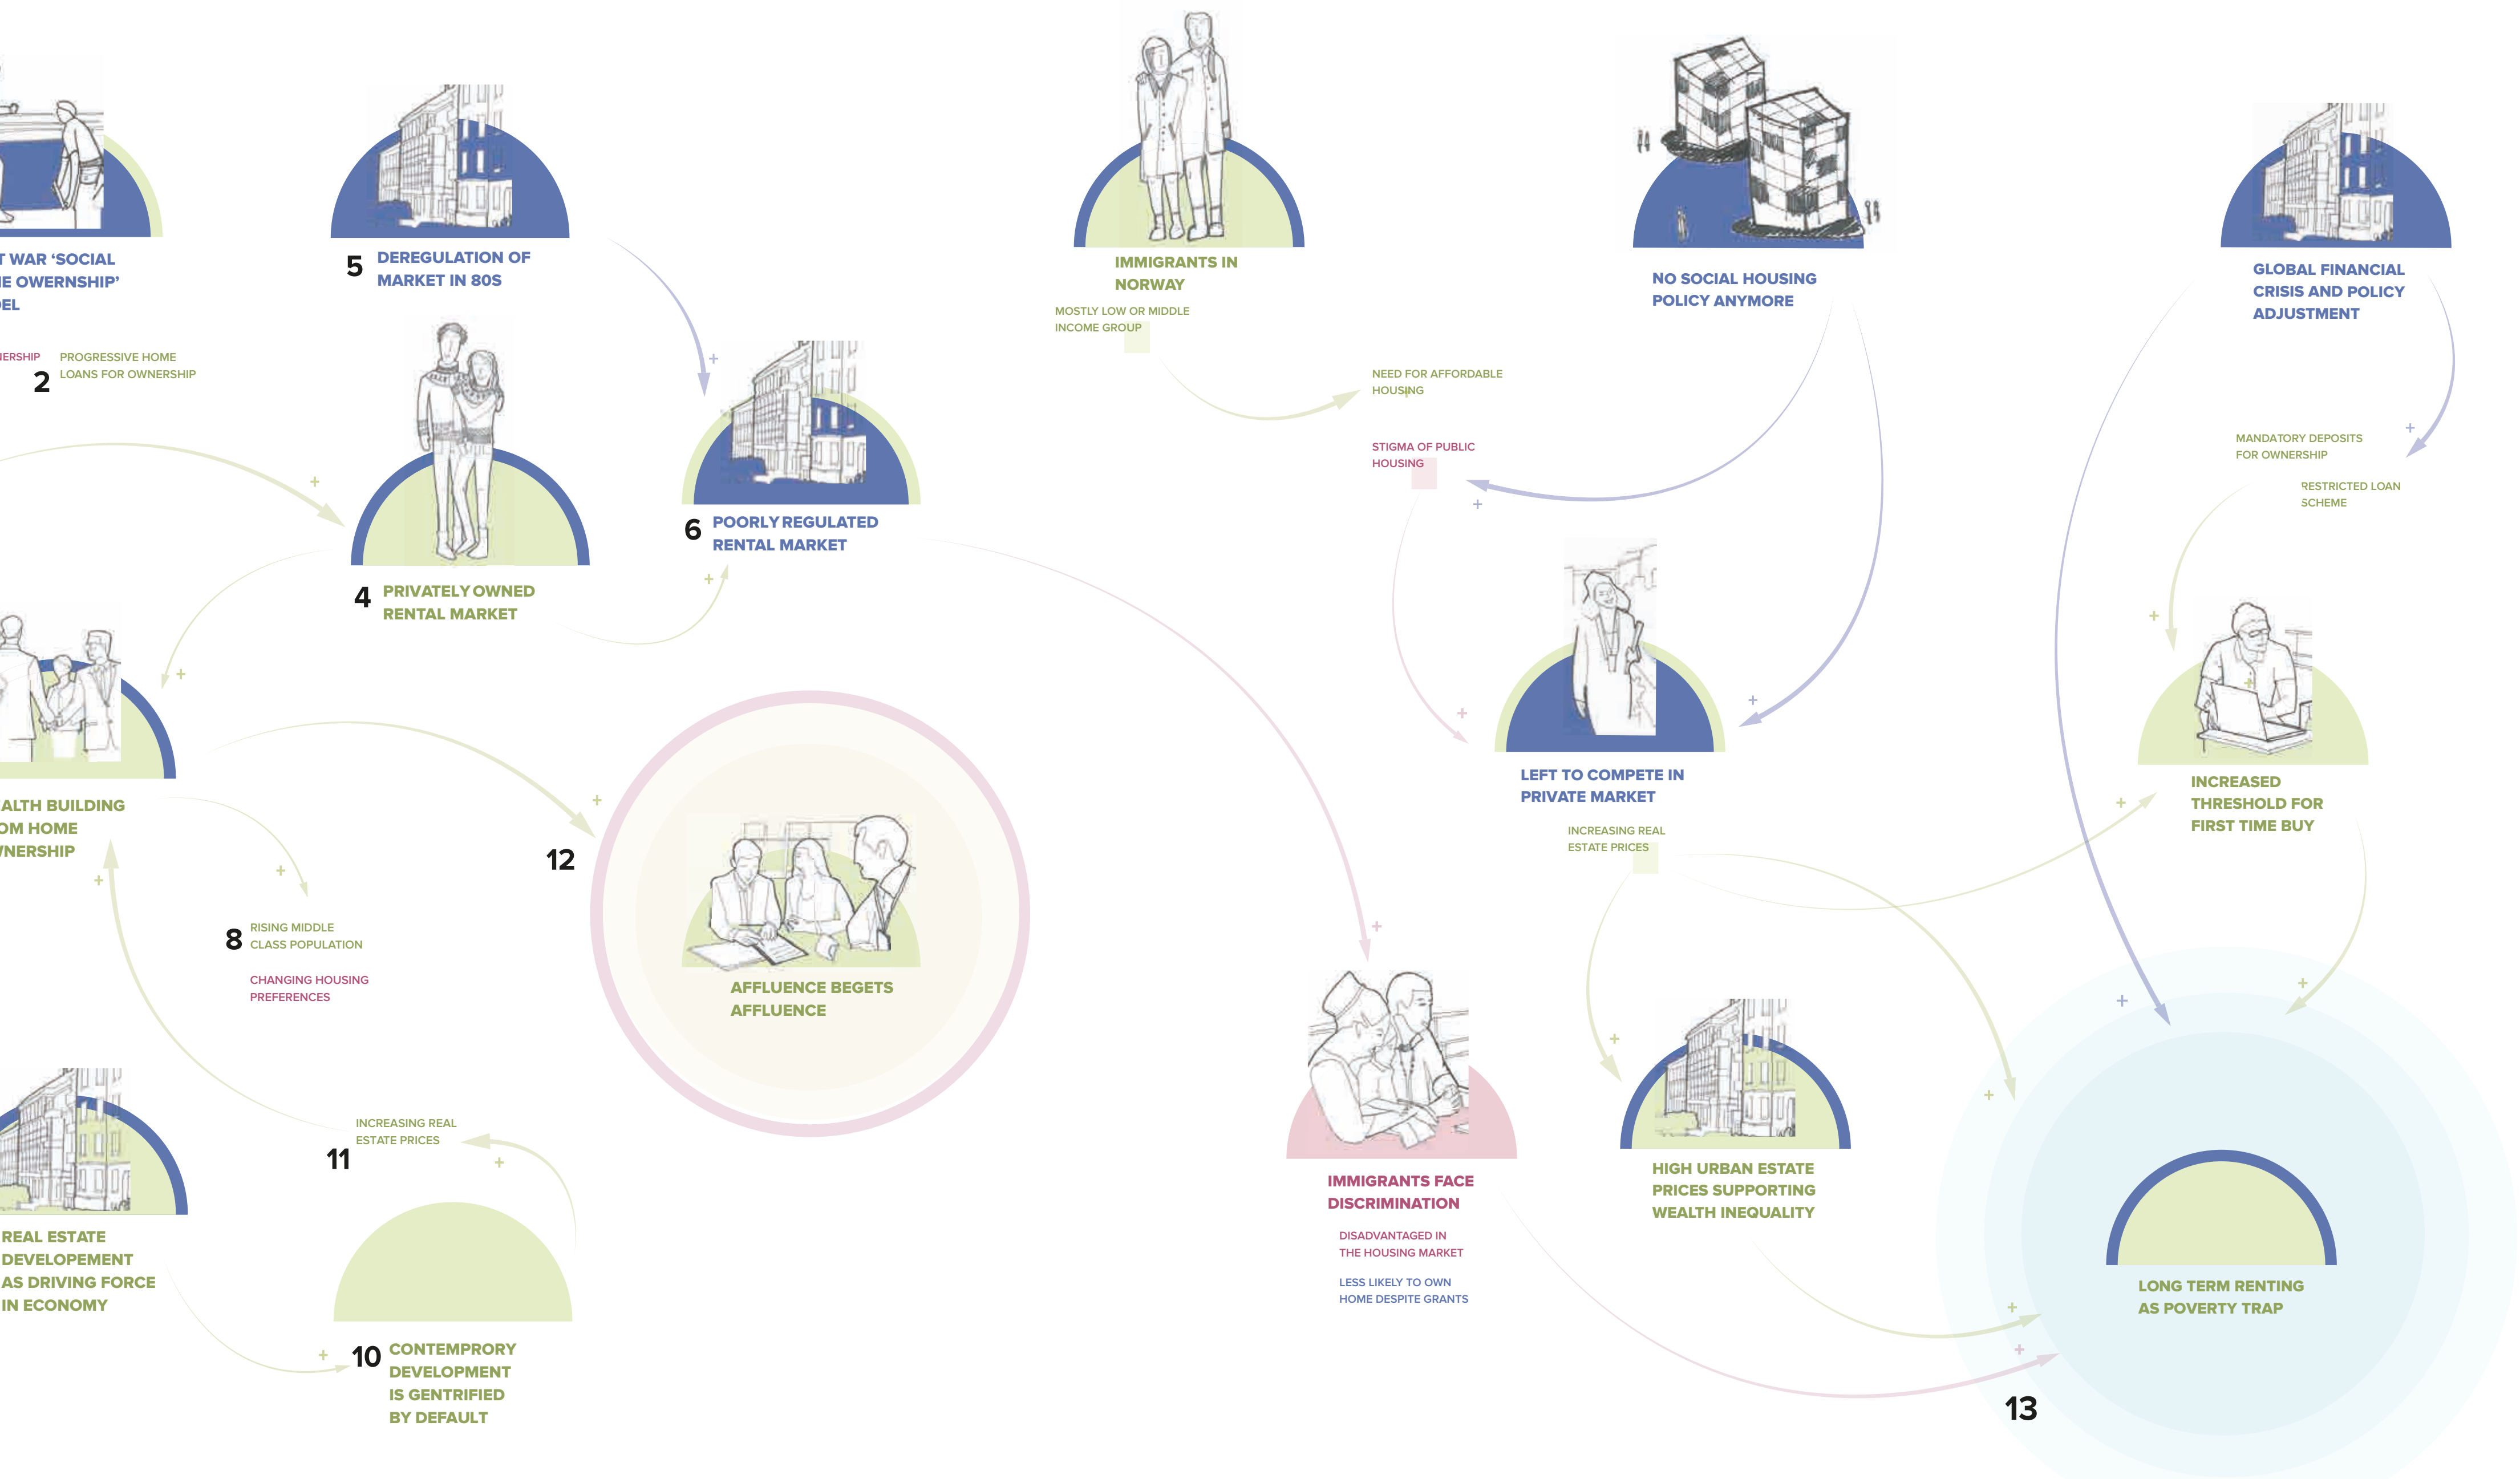 T WAR ‘SOCIAL
IE OWERNSHIP’
DEL
NERSHIP
2
PROGRESSIVE HOME
LOANS FOR OWNERSHIP
5
DEREGULATION OF
MARKET IN 80S
4
PRIVATELY OWNED
RENTAL MARKET
6
POORLY REGULATED
RENTAL MARKET
ALTH BUILDING
OM HOME
NERSHIP
8
RISING MIDDLE
CLASS POPULATION
CHANGING HOUSING
PREFERENCES
12
AFFLUENCE BEGETS
AFFLUENCE
11
INCREASING REAL
ESTATE PRICES
REAL ESTATE
DEVELOPEMENT
AS DRIVING FORCE
IN ECONOMY
10
CONTEMPRORY
DEVELOPMENT
IS GENTRIFIED
BY DEFAULT
IMMIGRANTS IN
NORWAY
MOSTLY LOW OR MIDDLE
INCOME GROUP
NEED FOR AFFORDABLE
HOUSING
STIGMA OF PUBLIC
HOUSING
NO SOCIAL HOUSING
POLICY ANYMORE
LEFT TO COMPETE IN
PRIVATE MARKET
INCREASING REAL
ESTATE PRICES
IMMIGRANTS FACE
DISCRIMINATION
DISADVANTAGED IN
THE HOUSING MARKET
LESS LIKELY TO OWN
HOME DESPITE GRANTS
HIGH URBAN ESTATE
PRICES SUPPORTING
WEALTH INEQUALITY
GLOBAL FINANCIAL
CRISIS AND POLICY
ADJUSTMENT
MANDATORY DEPOSITS
FOR OWNERSHIP
RESTRICTED LOAN
SCHEME
INCREASED
THRESHOLD FOR
FIRST TIME BUY
LONG TERM RENTING
AS POVERTY TRAP
13